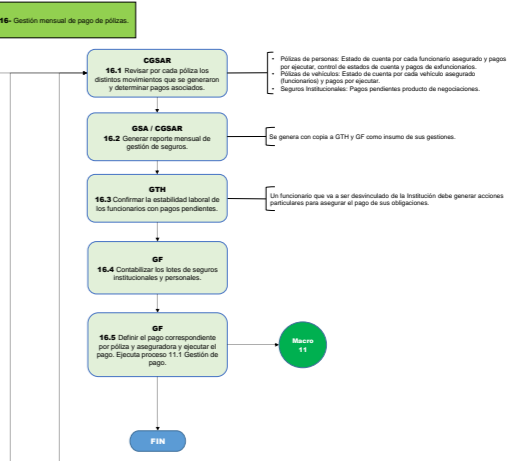 16- Gestión mensual de pago de pólizas.
CGSAR
16.1 Revisar por cada póliza los
distintos movimientos que se generaron
y determinar pagos asociados.
• Pólizas de personas: Estado de cuenta por cada funcionario asegurado y pagos
por ejecutar, control de estados de cuenta y pagos de exfuncionarios.
• Pólizas de vehículos: Estado de cuenta por cada vehículo asegurado
(funcionarios) y pagos por ejecutar.
• Seguros Institucionales: Pagos pendientes producto de negociaciones.
GSA / CGSAR
16.2 Generar reporte mensual de
gestión de seguros.
Se genera con copia a GTH y GF como insumo de sus gestiones.
GTH
16.3 Confirmar la estabilidad laboral de
los funcionarios con pagos pendientes.
Un funcionario que va a ser desvinculado de la Institución debe generar acciones
particulares para asegurar el pago de sus obligaciones.
GF
16.4 Contabilizar los lotes de seguros
institucionales y personales.
GF
16.5 Definir el pago correspondiente
por póliza y aseguradora y ejecutar el
pago. Ejecuta proceso 11.1 Gestión de
pago.
Macro
11
FIN